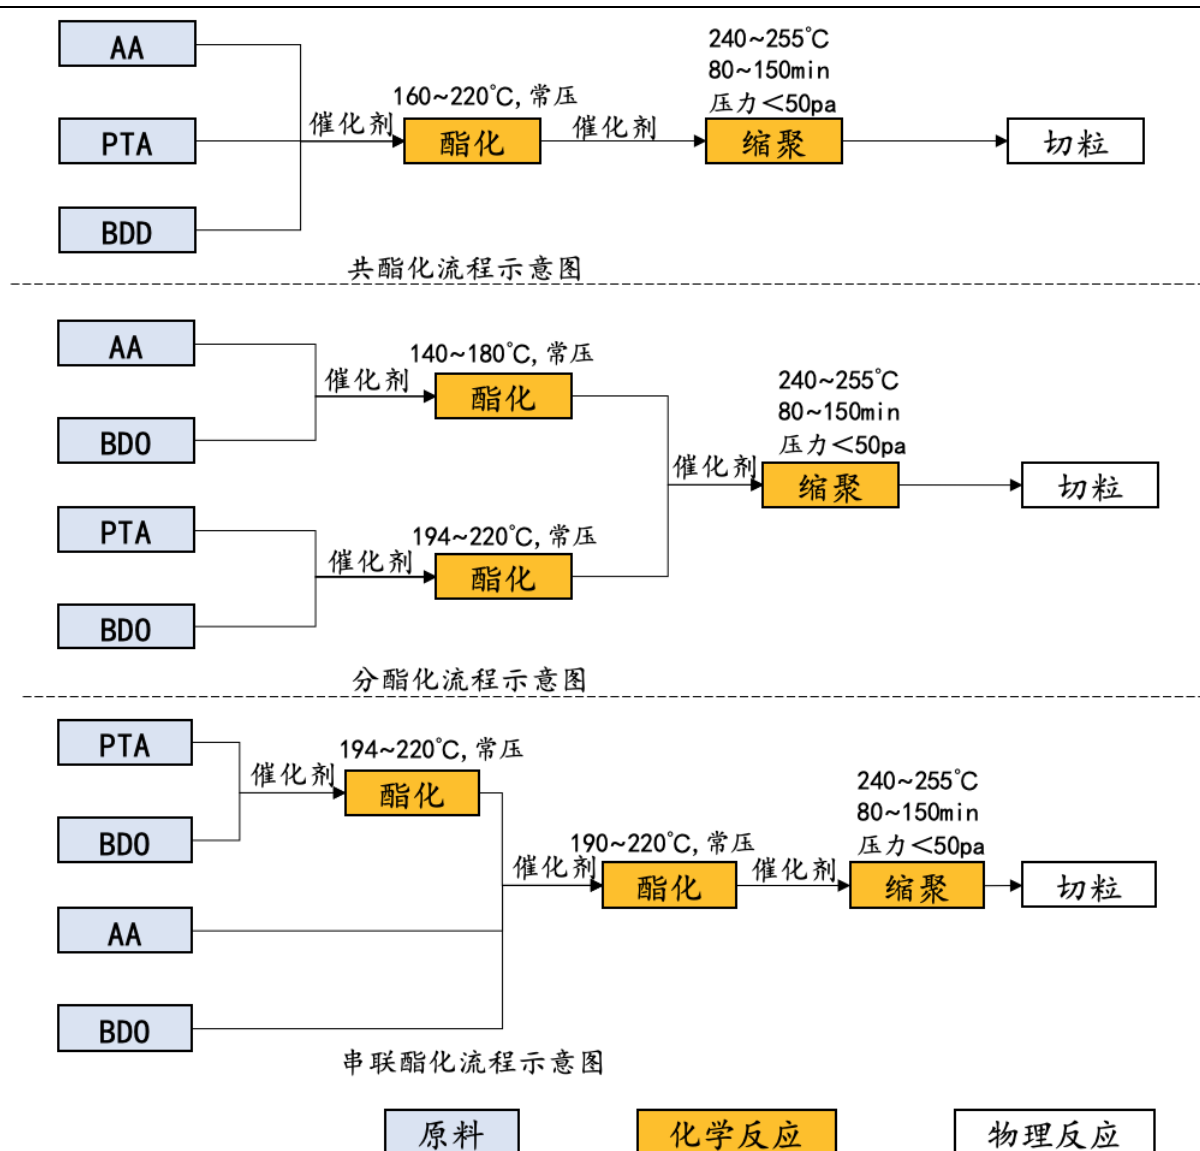 AA
PTA
BDD
催化剂
160~220℃,常压
酯化
催化剂
240~255℃
80~150min
压力<50pa
缩聚
切粒
共酯化流程示意图
AA
BDO
催化剂
140~180℃,常压
酯化
PTA
BDO
催化剂
194~220℃,常压
酯化
催化剂
240~255℃
80~150min
压力<50pa
缩聚
切粒
分酯化流程示意图
PTA
BDO
催化剂
194~220℃,常压
酯化
AA
BDO
催化剂
190~220℃,常压
酯化
催化剂
240~255℃
80~150min
压力<50pa
缩聚
切粒
串联酯化流程示意图
原料
化学反应
物理反应